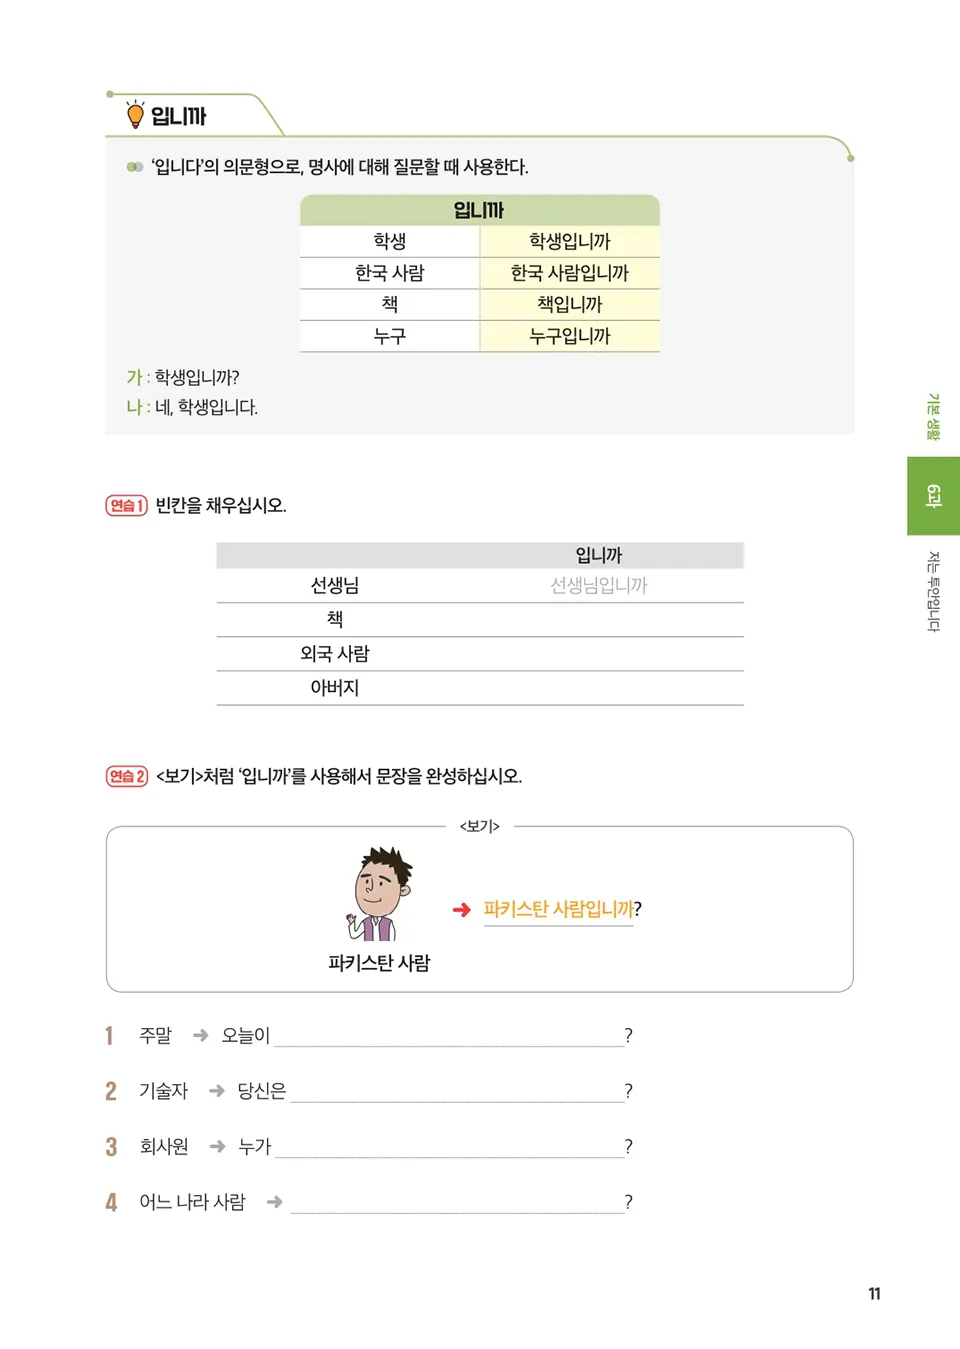 입니까
'입니다'의 의문형으로, 명사에 대해 질문할 때 사용한다.
입니까
학생 학생입니까
한국 사람 한국 사람입니까
책 책입니까
누구 누구입니까
가 : 학생입니까?
나 : 네, 학생입니다.
연습 1 빈칸을 채우십시오.
입니까
선생님 선생님입니까
책
외국 사람
아버지
연습 2 <보기>처럼 '입니까'를 사용해서 문장을 완성하십시오.
<보기>
➜ 파키스탄 사람입니까?
파키스탄 사람
1 주말 ➜ 오늘이 ?
2 기술자 ➜ 당신은 ?
3 회사원 ➜ 누가 ?
4 어느 나라 사람 ➜ ?
기본 생활
6과
저는 투안입니다
11